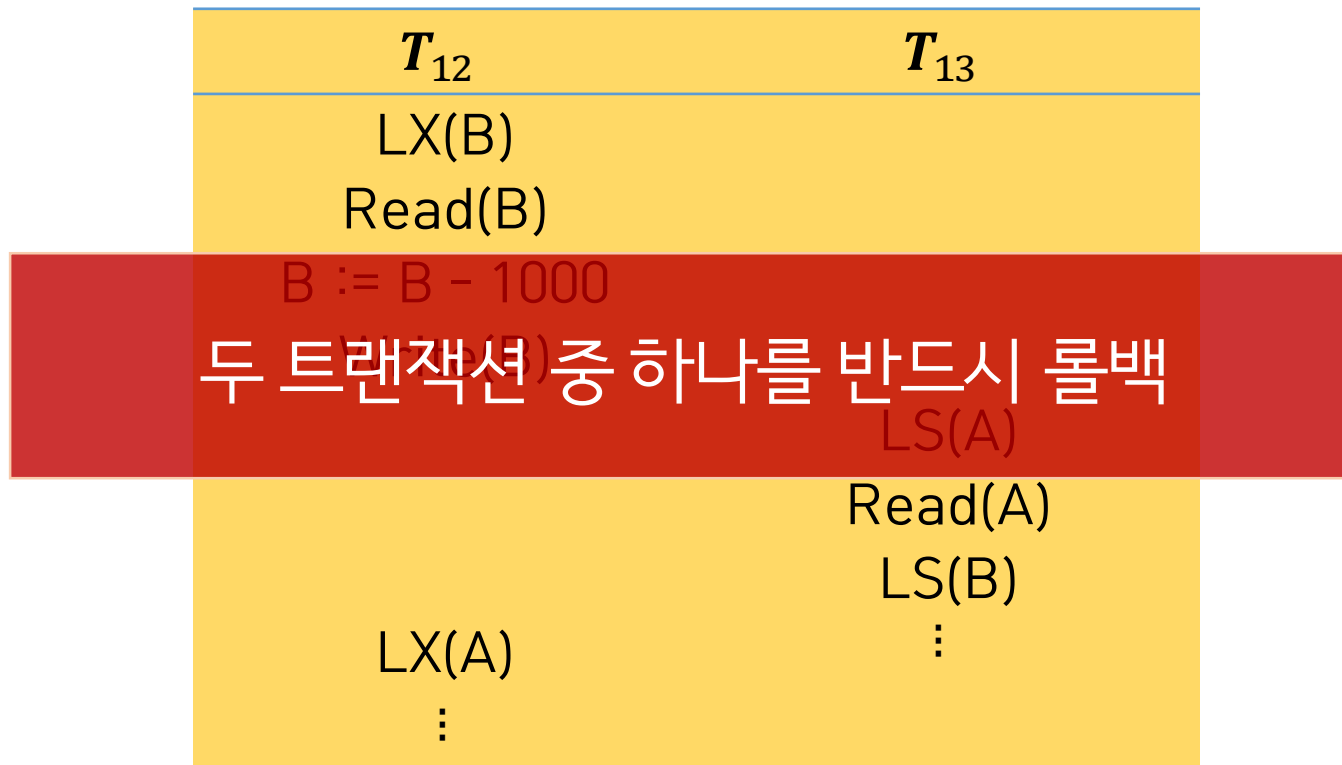 T12 T13
LX(B)
Read(B)
B := B - 1000
Write(B)
두 트랜잭션 중 하나를 반드시 롤백
LS(A)
Read(A)
LS(B)
⋮
LX(A)
⋮